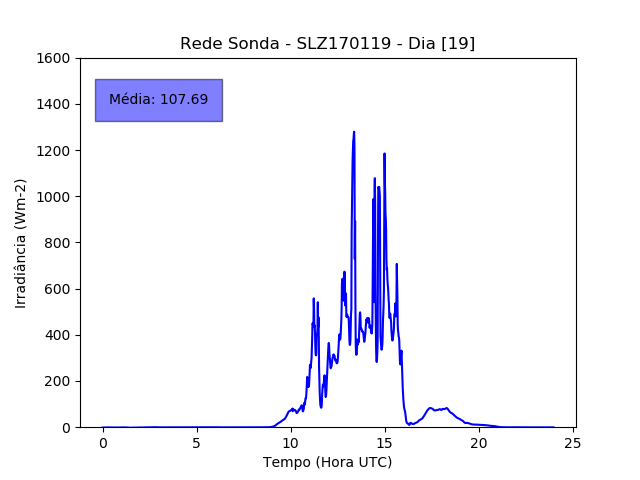 Rede Sonda - SLZ170119 - Dia [19]
1600
1400
1200
1000
800
600
400
200
0
Irradiância (Wm-2)
Média: 107.69
0 5 10 15 20 25
Tempo (Hora UTC)